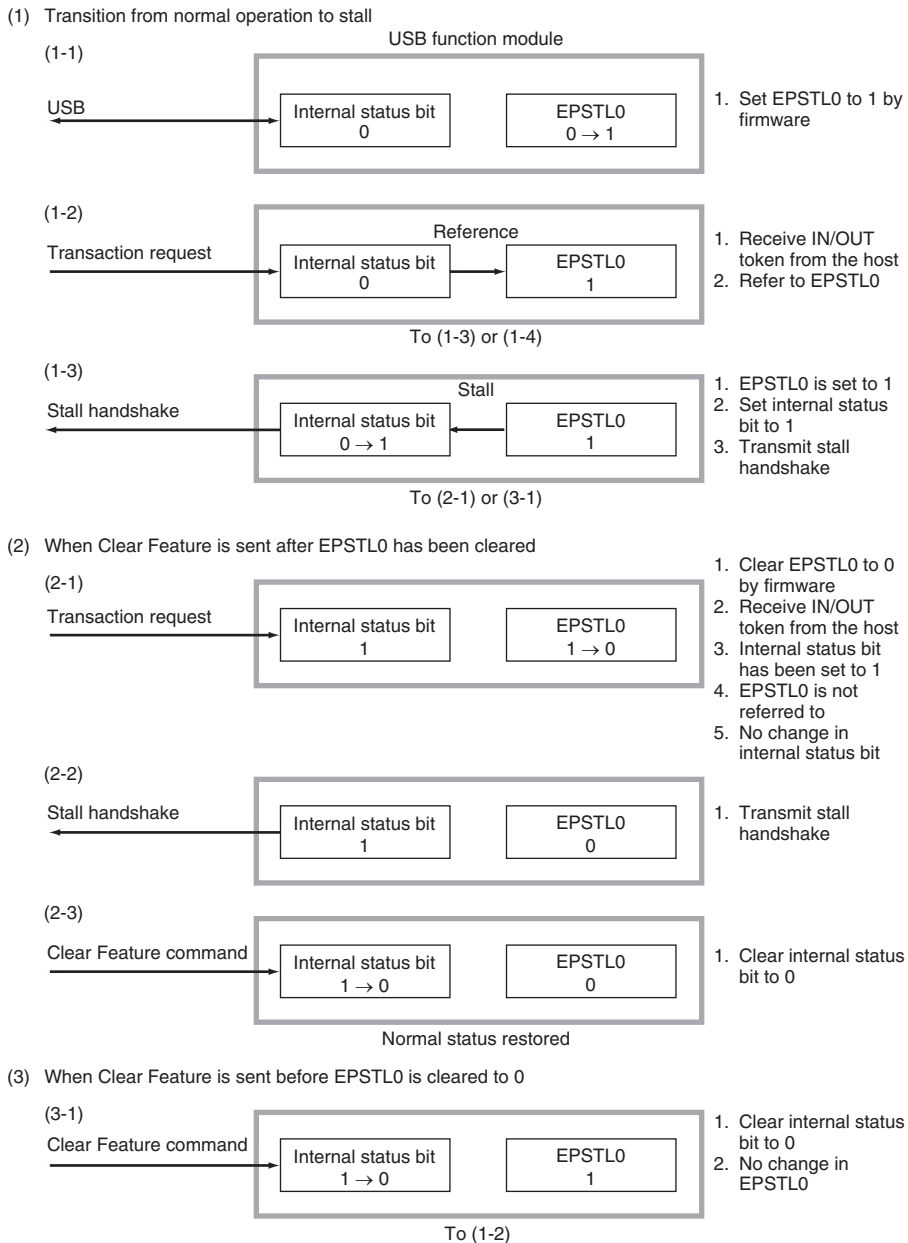 (1) Transition from normal operation to stall
(1-1)
USB function module
USB
Internal status bit
0
EPSTL0
0 → 1
1. Set EPSTL0 to 1 by
firmware
(1-2)
Transaction request
Reference
Internal status bit
0
EPSTL0
1
1. Receive IN/OUT
token from the host
2. Refer to EPSTL0
To (1-3) or (1-4)
(1-3)
Stall handshake
Stall
Internal status bit
0 → 1
EPSTL0
1
1. EPSTL0 is set to 1
2. Set internal status
bit to 1
3. Transmit stall
handshake
To (2-1) or (3-1)
(2) When Clear Feature is sent after EPSTL0 has been cleared
(2-1)
Transaction request
Internal status bit
1
EPSTL0
1 → 0
1. Clear EPSTL0 to 0
by firmware
2. Receive IN/OUT
token from the host
3. Internal status bit
has been set to 1
4. EPSTL0 is not
referred to
5. No change in
internal status bit
(2-2)
Stall handshake
Internal status bit
1
EPSTL0
0
1. Transmit stall
handshake
(2-3)
Clear Feature command
Internal status bit
1 → 0
EPSTL0
0
1. Clear internal status
bit to 0
Normal status restored
(3) When Clear Feature is sent before EPSTL0 is cleared to 0
(3-1)
Clear Feature command
Internal status bit
1 → 0
EPSTL0
1
1. Clear internal status
bit to 0
2. No change in
EPSTL0
To (1-2)